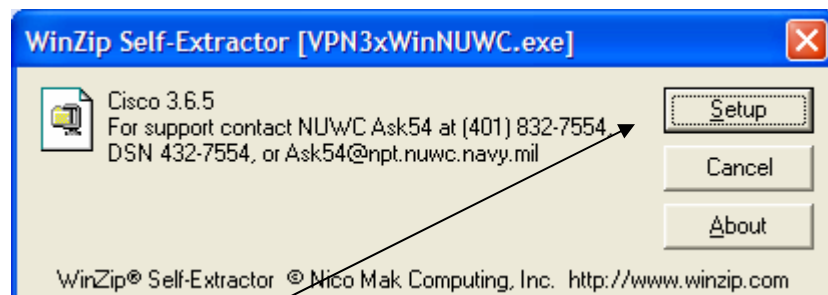 WinZip Self-Extractor [VPN3xWinNUWC.exe]
Cisco 3.6.5
For support contact NUWC Ask54 at (401) 832-7554,
DSN 432-7554, or Ask54@npt.nuwc.navy.mil
Setup
Cancel
About
WinZip® Self-Extractor © Nico Mak Computing, Inc. http://www.winzip.com